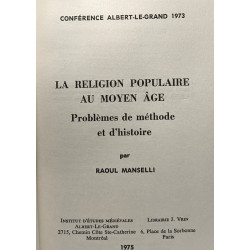 CONFÉRENCE ALBERT-LE-GRAND 1973
LA RELIGION POPULAIRE
AU MOYEN ÂGE
Problèmes de méthode
et d'histoire
par
RAOUL MANSELLI
INSTITUT D'ÉTUDES MÉDIÉVALES
ALBERT-LE-GRAND
2715, Chemin Côte Ste-Catherine
Montréal
LIBRAIRIE J. VRIN
6, Place de la Sorbonne
Paris
1975